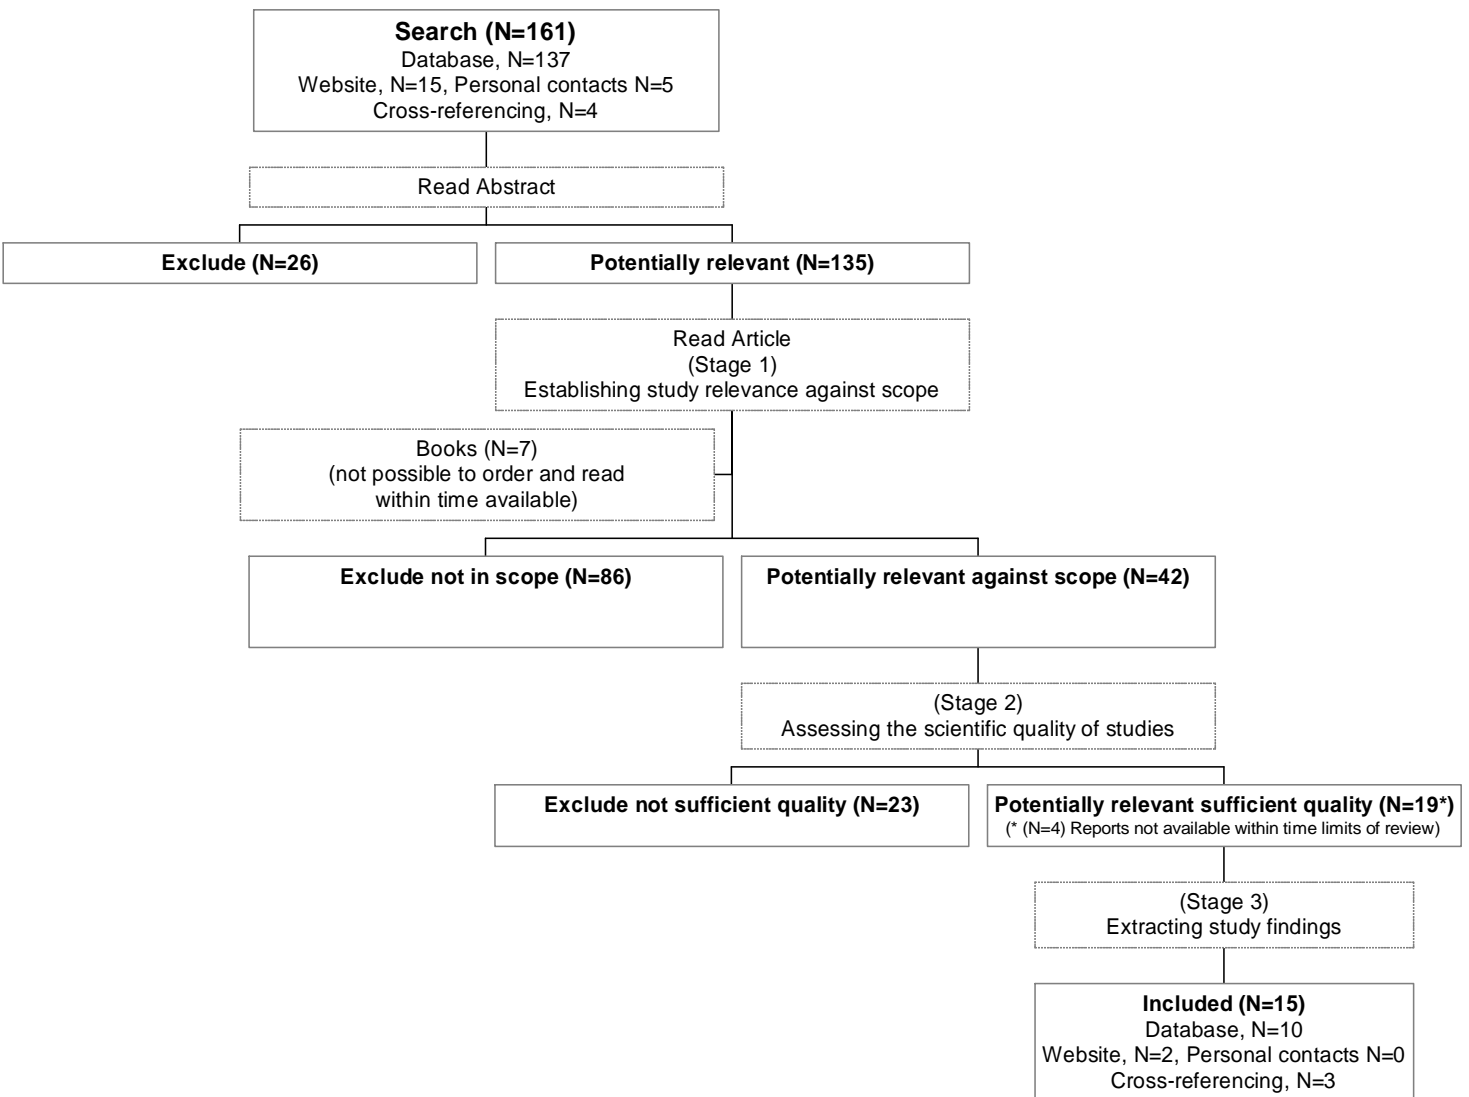 Search (N=161)
Database, N=137
Website, N=15, Personal contacts N=5
Cross-referencing, N=4
Read Abstract
Exclude (N=26)
Potentially relevant (N=135)
Read Article
(Stage 1)
Establishing study relevance against scope
Books (N=7)
(not possible to order and read
within time available)
Exclude not in scope (N=86)
Potentially relevant against scope (N=42)
(Stage 2)
Assessing the scientific quality of studies
Exclude not sufficient quality (N=23)
Potentially relevant sufficient quality (N=19*)
(* (N=4) Reports not available within time limits of review)
(Stage 3)
Extracting study findings
Included (N=15)
Database, N=10
Website, N=2, Personal contacts N=0
Cross-referencing, N=3